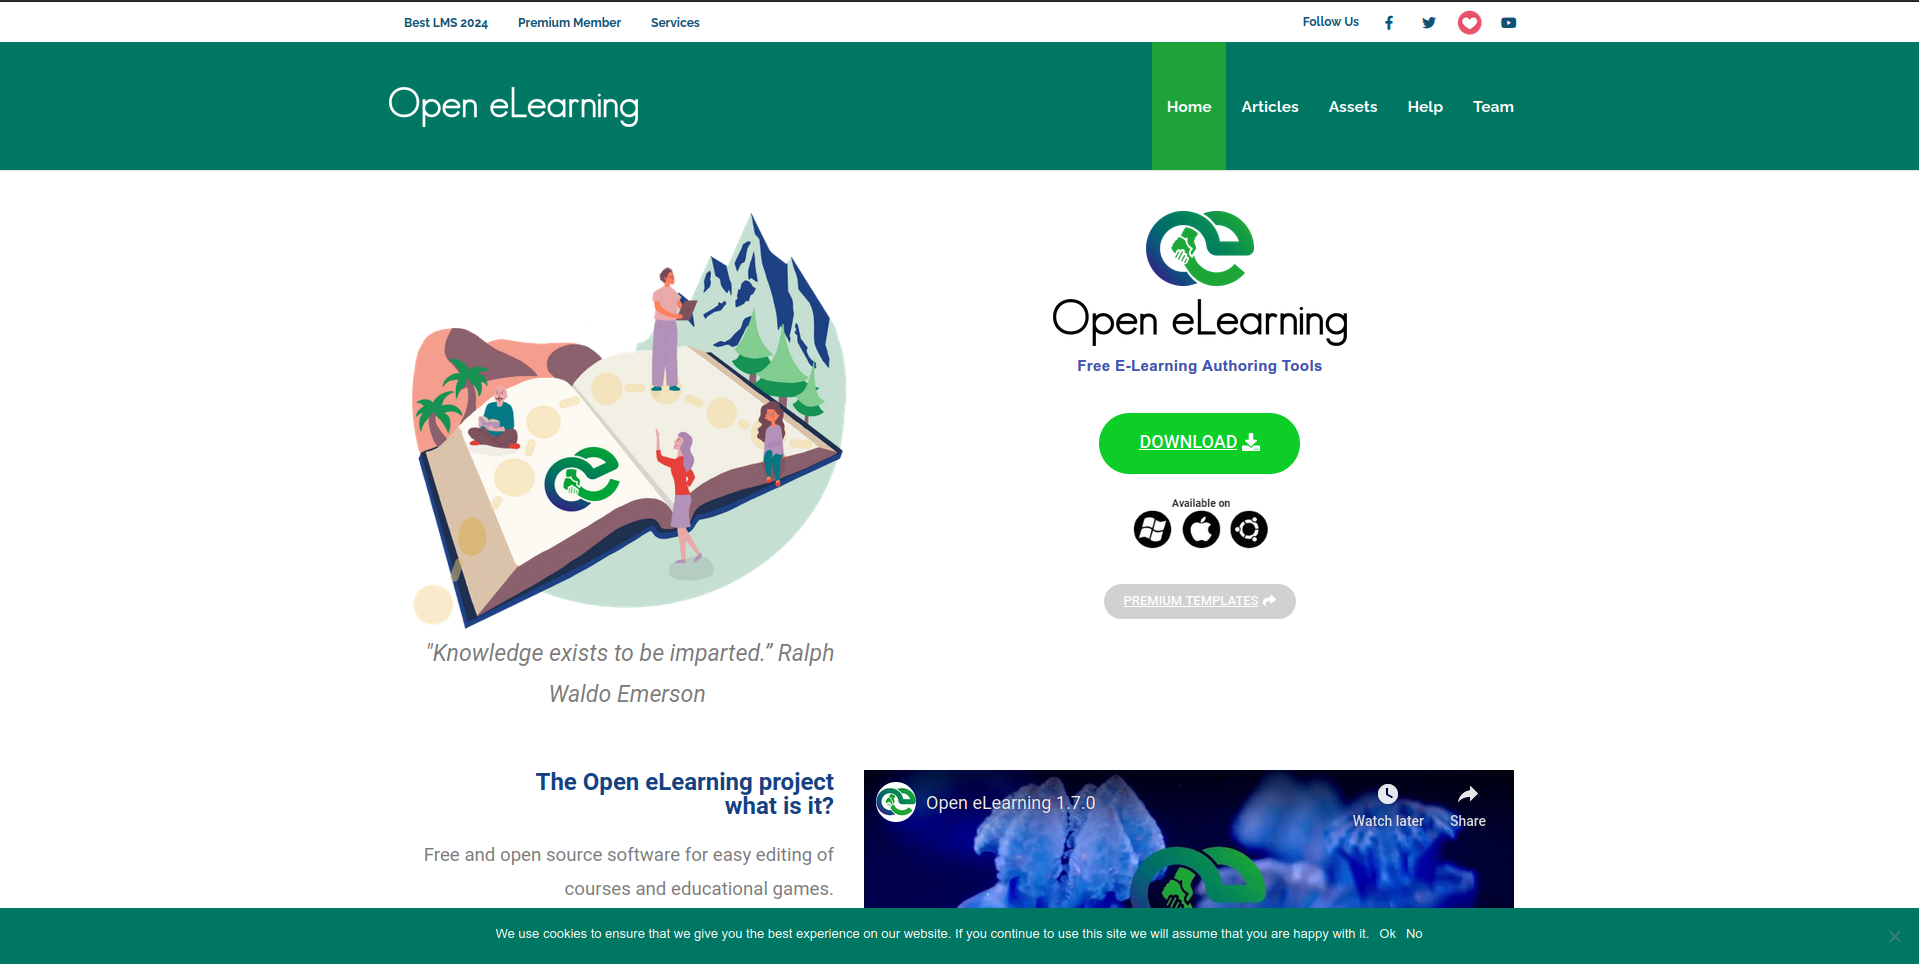 Best LMS 2024 Premium Member Services Follow Us
Open eLearning Home Articles Assets Help Team
Open eLearning
Free E-Learning Authoring Tools
DOWNLOAD
Available on
PREMIUM TEMPLATES
"Knowledge exists to be imparted.” Ralph
Waldo Emerson
The Open eLearning project
what is it?
Free and open source software for easy editing of
courses and educational games.
Open eLearning 1.7.0
Watch later Share
We use cookies to ensure that we give you the best experience on our website. If you continue to use this site we will assume that you are happy with it. Ok No